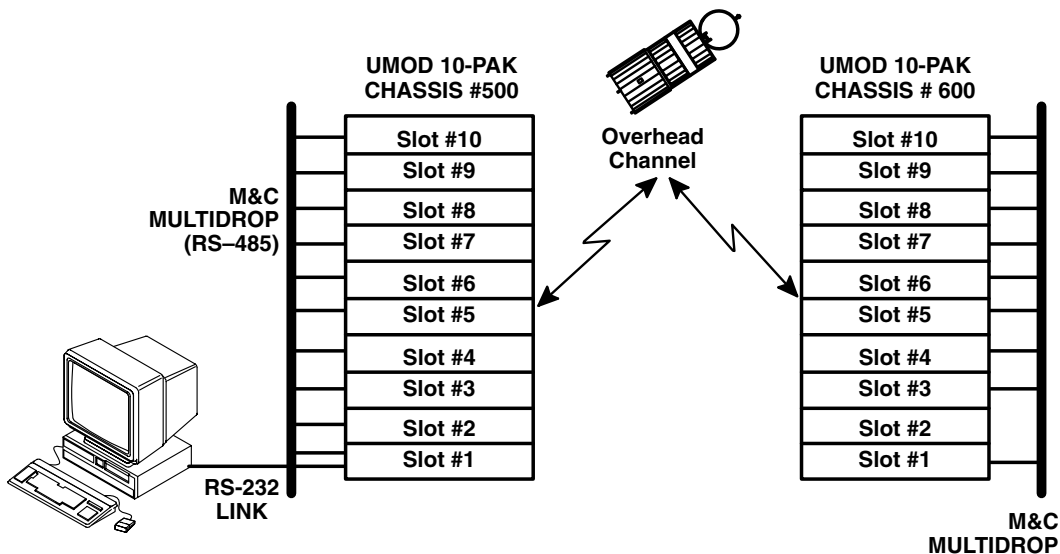 UMOD 10-PAK
CHASSIS #500
Slot #10
Slot #9
Slot #8
Slot #7
Slot #6
Slot #5
Slot #4
Slot #3
Slot #2
Slot #1
M&C
MULTIDROP
(RS–485)
RS-232
LINK
Overhead
Channel
UMOD 10-PAK
CHASSIS # 600
Slot #10
Slot #9
Slot #8
Slot #7
Slot #6
Slot #5
Slot #4
Slot #3
Slot #2
Slot #1
M&C
MULTIDROP